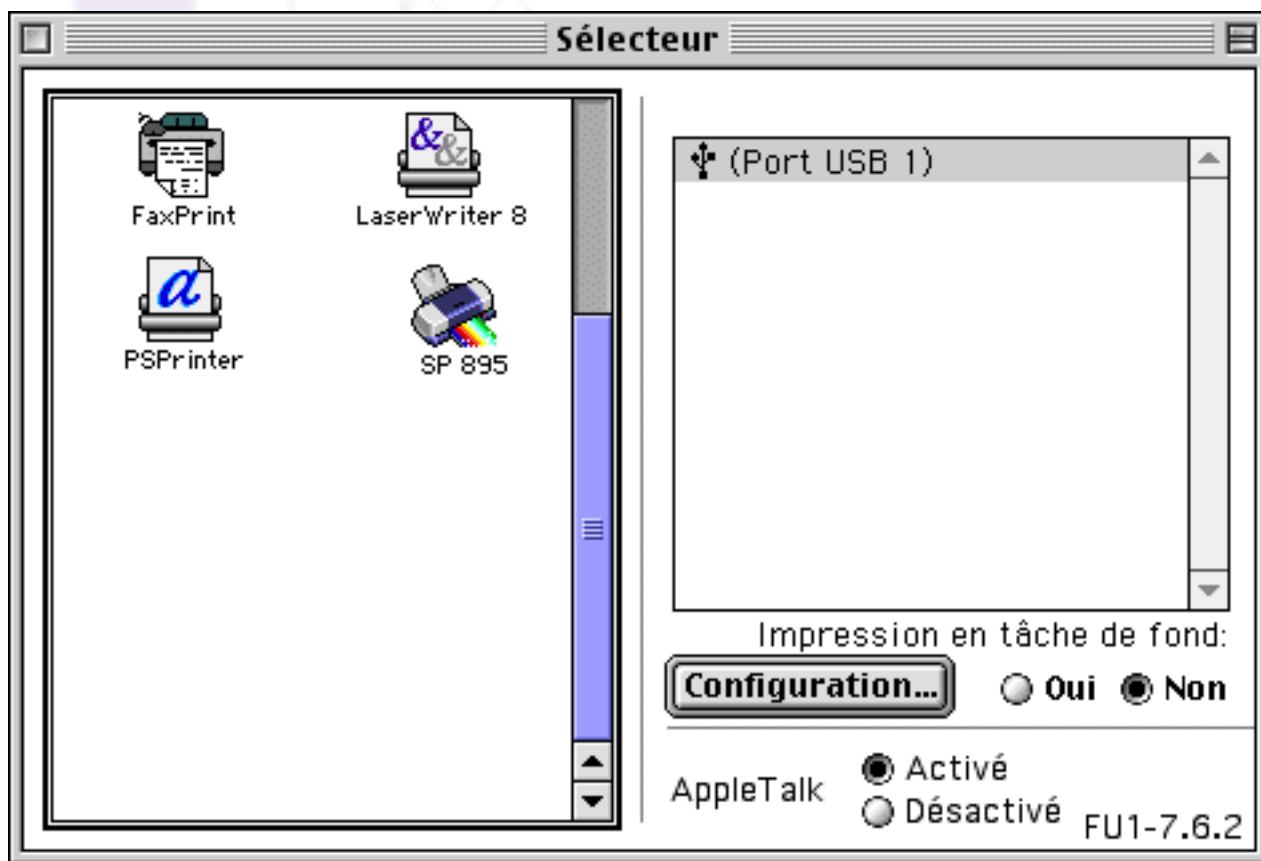 Sélecteur
FaxPrint
LaserWriter 8
PSPrinter
SP 895
(Port USB 1)
Impression en tâche de fond:
Configuration...
Oui
Non
AppleTalk
Activé
Désactivé
FU1-7.6.2